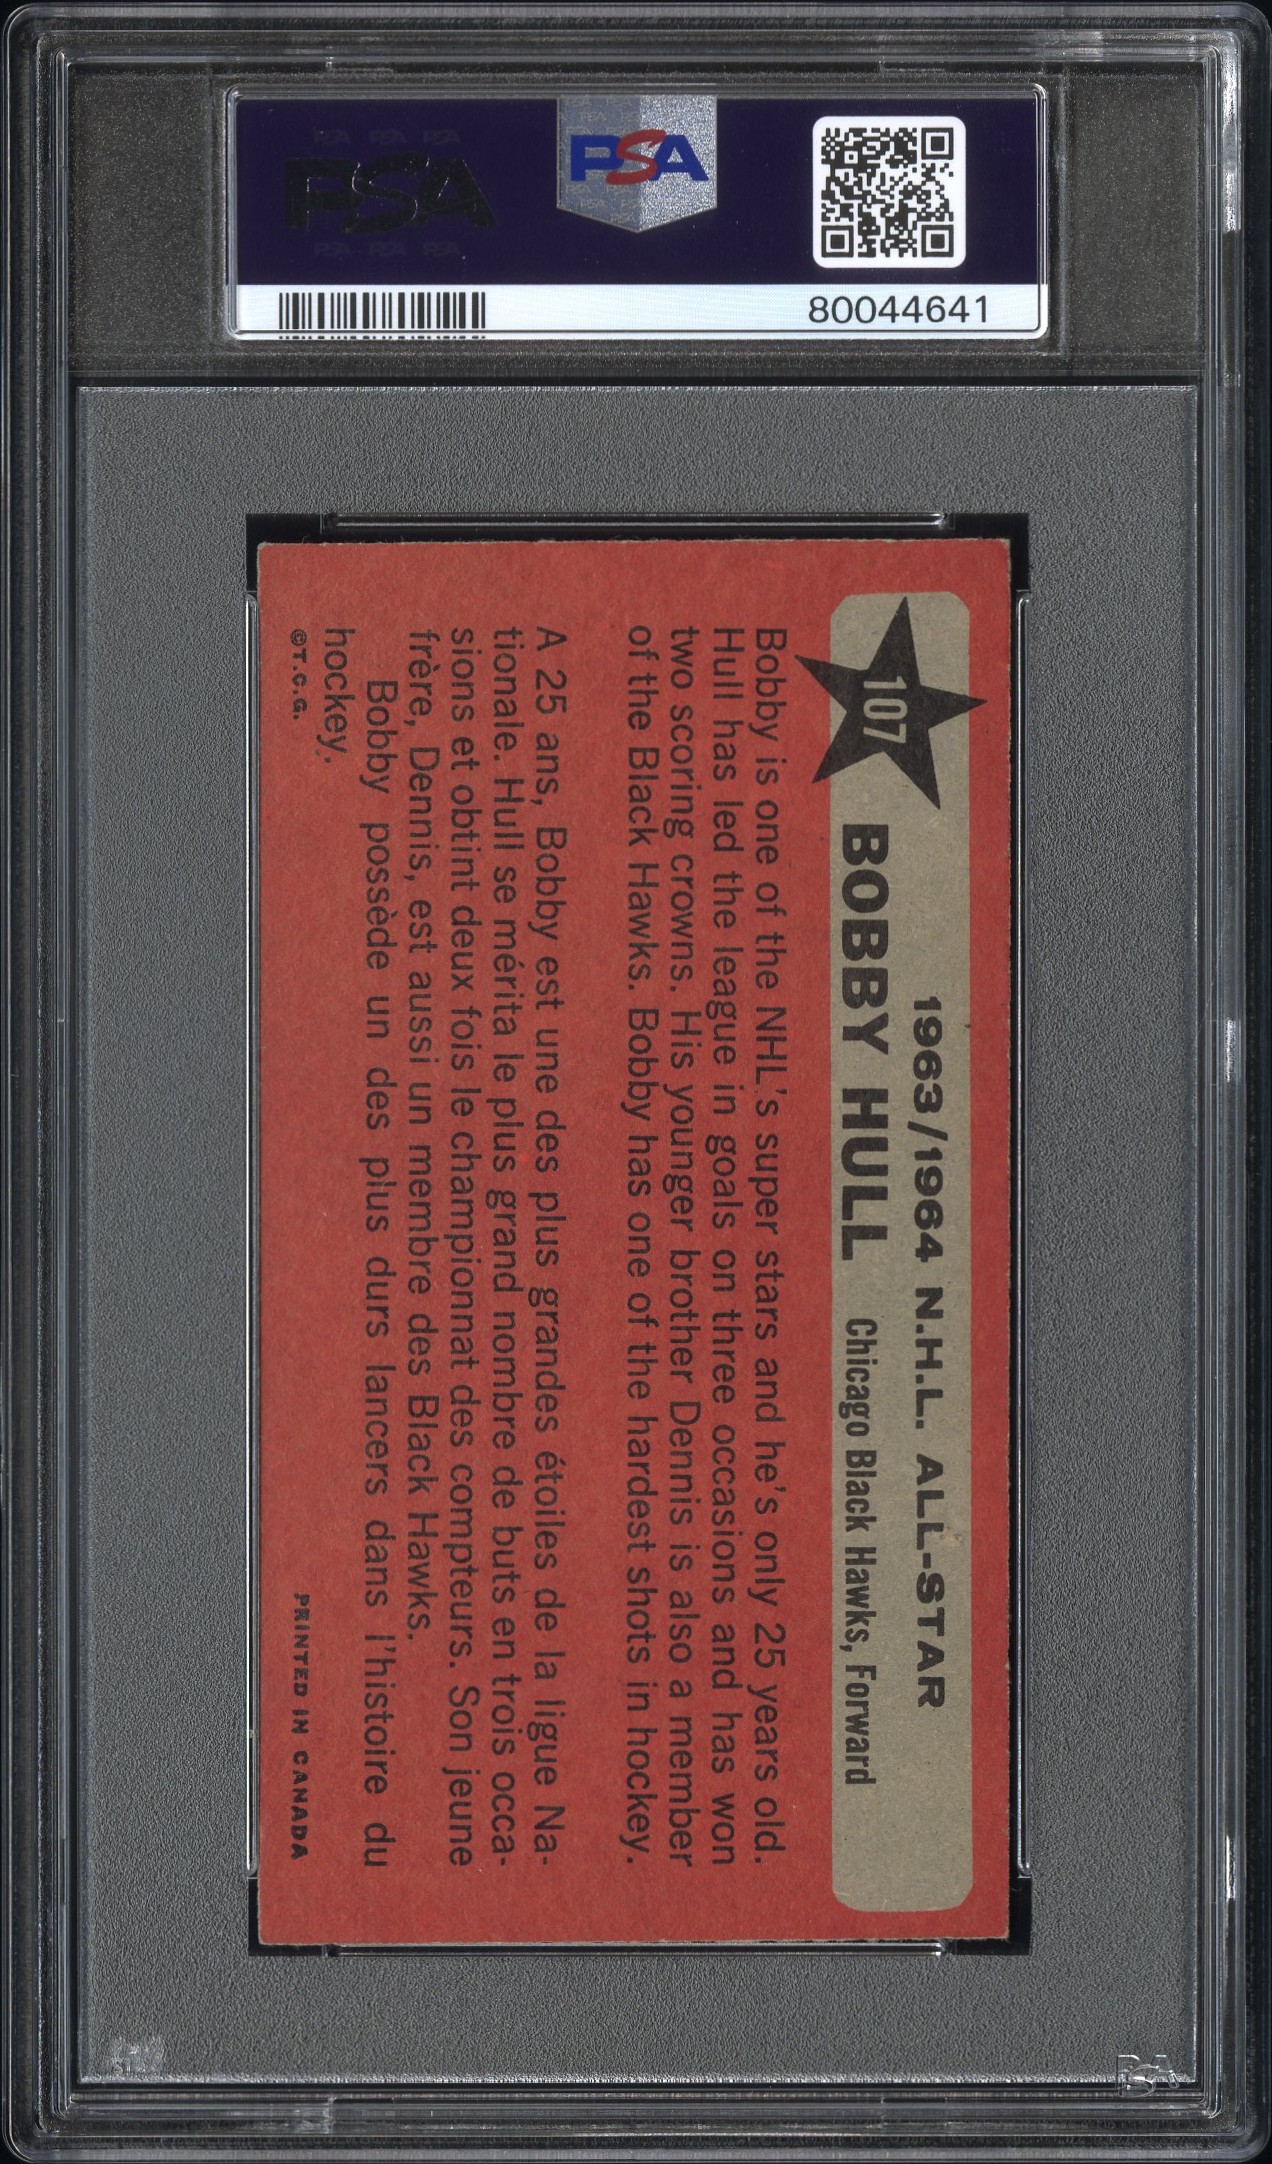 PSA
PSA
80044641
107
1963/1964 N.H.L. ALL-STAR
BOBBY HULL Chicago Black Hawks, Forward
Bobby is one of the NHL's super stars and he's only 25 years old.
Hull has led the league in goals on three occasions and has won
two scoring crowns. His younger brother Dennis is also a member
of the Black Hawks. Bobby has one of the hardest shots in hockey.
A 25 ans, Bobby est une des plus grandes étoiles de la ligue Na-
tionale. Hull se mérita le plus grand nombre de buts en trois occa-
sions et obtint deux fois le championnat des compteurs. Son jeune
frère, Dennis, est aussi un membre des Black Hawks.
Bobby possède un des plus durs lancers dans l'histoire du
hockey.
©T.C.G.
PRINTED IN CANADA
PSA